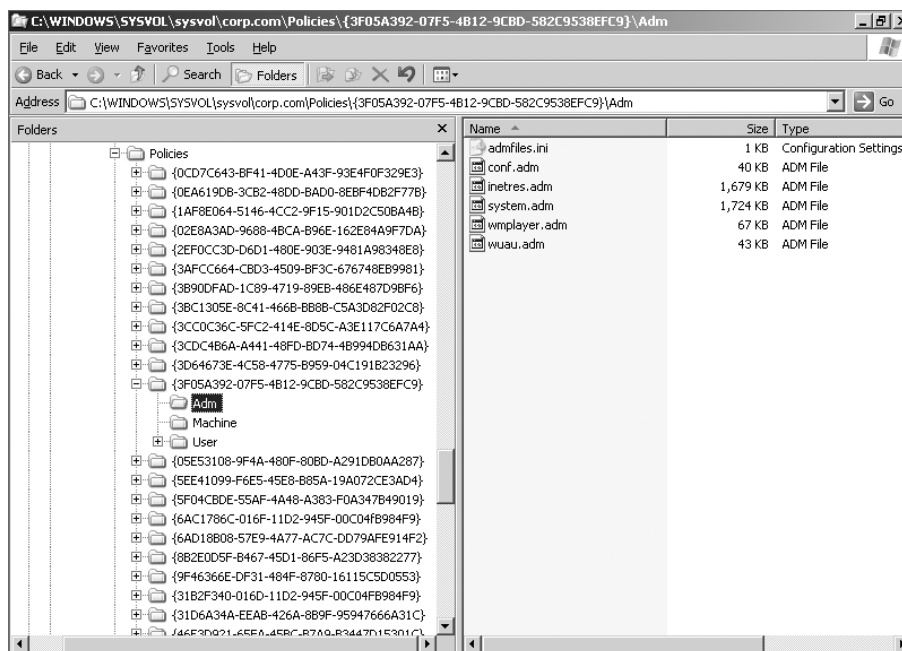 C:\WINDOWS\SYSVOL\sysvol\corp.com\Policies\{3F05A392-07F5-4B12-9CBD-582C9538EFC9}\Adm
File Edit View Favorites Tools Help
Back Search Folders
Address C:\WINDOWS\SYSVOL\sysvol\corp.com\Policies\{3F05A392-07F5-4B12-9CBD-582C9538EFC9}\Adm Go
Folders
Policies
{0CD7C643-BF41-4D0E-A43F-93E4F0F329E3}
{0EA619DB-3CB2-48DD-BAD0-8EBF4DB2F77B}
{1AF8E064-5146-4CC2-9F15-901D2C50BA4B}
{02E8A3AD-9688-4BCA-B96E-162E84A9F7DA}
{2EF0CC3D-D6D1-480E-903E-9481A98348E8}
{3AFCC664-CBD3-4509-BF3C-676748EB9981}
{3B90DFAD-1C89-4719-89EB-486E487D9BF6}
{3BC1305E-8C41-466B-BB8B-C5A3D82F02C8}
{3CC0C36C-5FC2-414E-8D5C-A3E117C6A7A4}
{3CDC4B6A-A441-48FD-BD74-4B994DB631AA}
{3D64673E-4C58-4775-B959-04C191B23296}
{3F05A392-07F5-4B12-9CBD-582C9538EFC9}
Adm
Machine
User
{05E53108-9F4A-480F-80BD-A291DB0AA287}
{5EE41099-F6E5-45E8-B85A-19A072CE3AD4}
{5F04CBDE-55AF-4A48-A383-F0A347B49019}
{6AC1786C-016F-11D2-945F-00C04fB984F9}
{6AD18B08-57E9-4A77-AC7C-DD79AFE914F2}
{8B2E0D5F-B467-45D1-86F5-A23D38382277}
{9F46366E-DF31-484F-8780-16115C5D0553}
{31B2F340-016D-11D2-945F-00C04FB984F9}
{31D6A34A-EEAB-426A-8B9F-95947666A31C}
{46F3D921-65FA-45BC-B7A9-B3447D15301C}
Name Size Type
admfiles.ini 1 KB Configuration Settings
conf.adm 40 KB ADM File
inetres.adm 1,679 KB ADM File
system.adm 1,724 KB ADM File
wmplayer.adm 67 KB ADM File
wuau.adm 43 KB ADM File